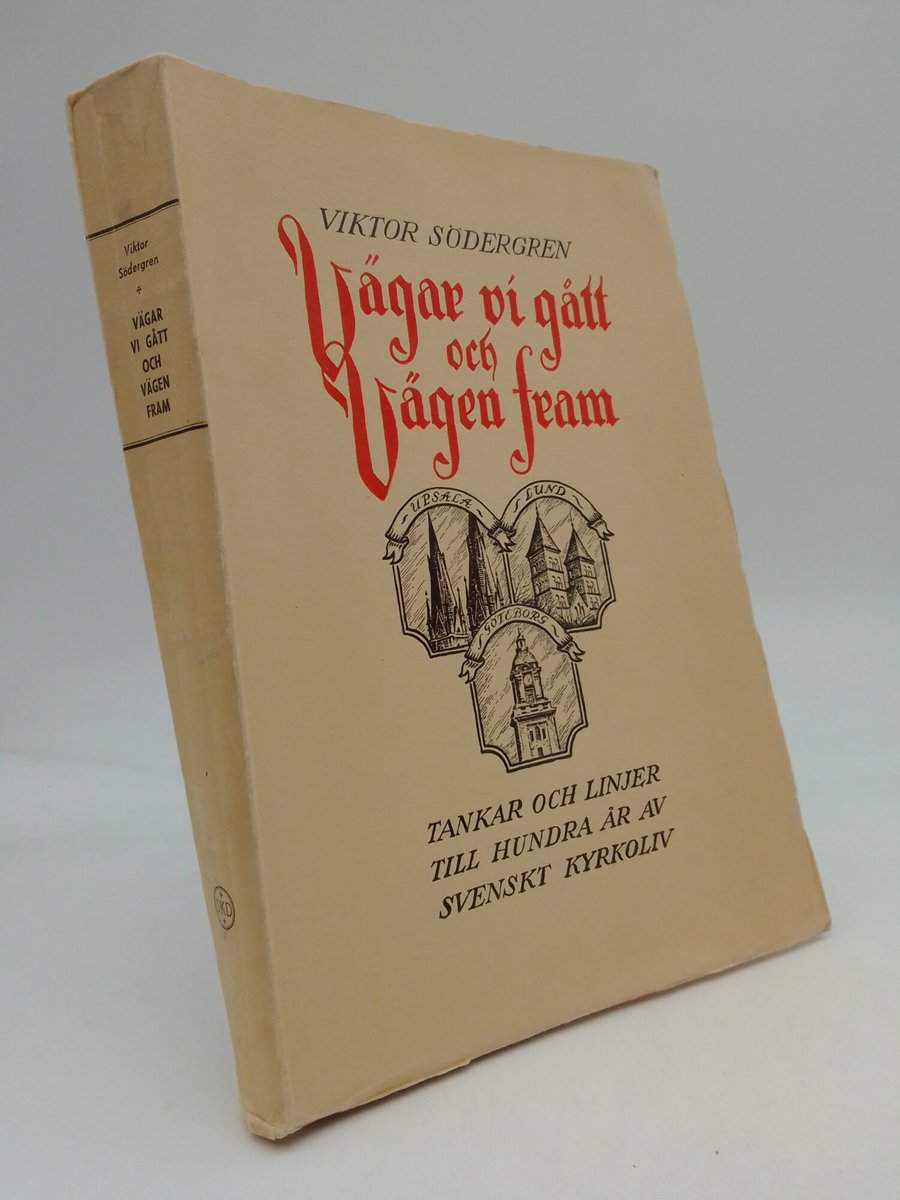 Viktor
Södergren
VÄGAR
VI GÅTT
OCH
VÄGEN
FRAM
VIKTOR SÖDERGREN
Vägar vi gått
och
Vägen fram
UPSALA
LUND
GÖTEBORG
TANKAR OCH LINJER
TILL HUNDRA ÅR AV
SVENSKT KYRKOLIV